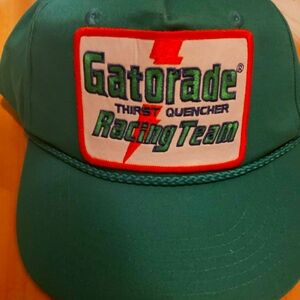 Gatorade®
THIRST QUENCHER
Racing Team